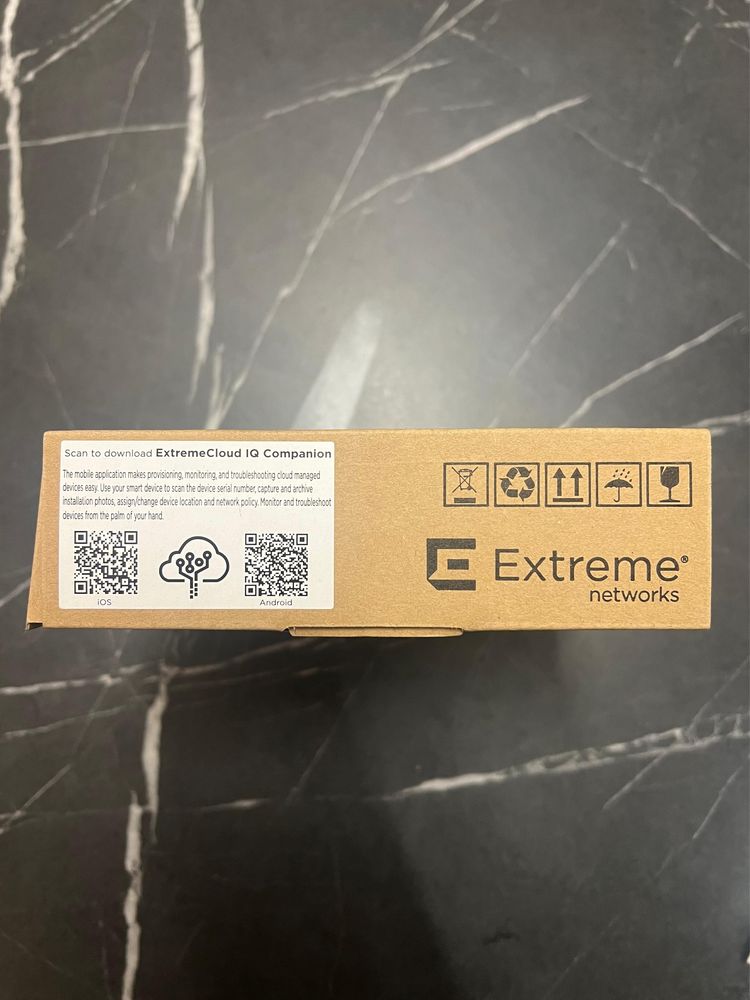 Scan to download ExtremeCloud IQ Companion
The mobile application makes provisioning, monitoring, and troubleshooting cloud managed
devices easy. Use your smart device to scan the device serial number, capture and archive
installation photos, assign/change device location and network policy. Monitor and troubleshoot
devices from the palm of your hand.
iOS
Android
Extreme®
networks